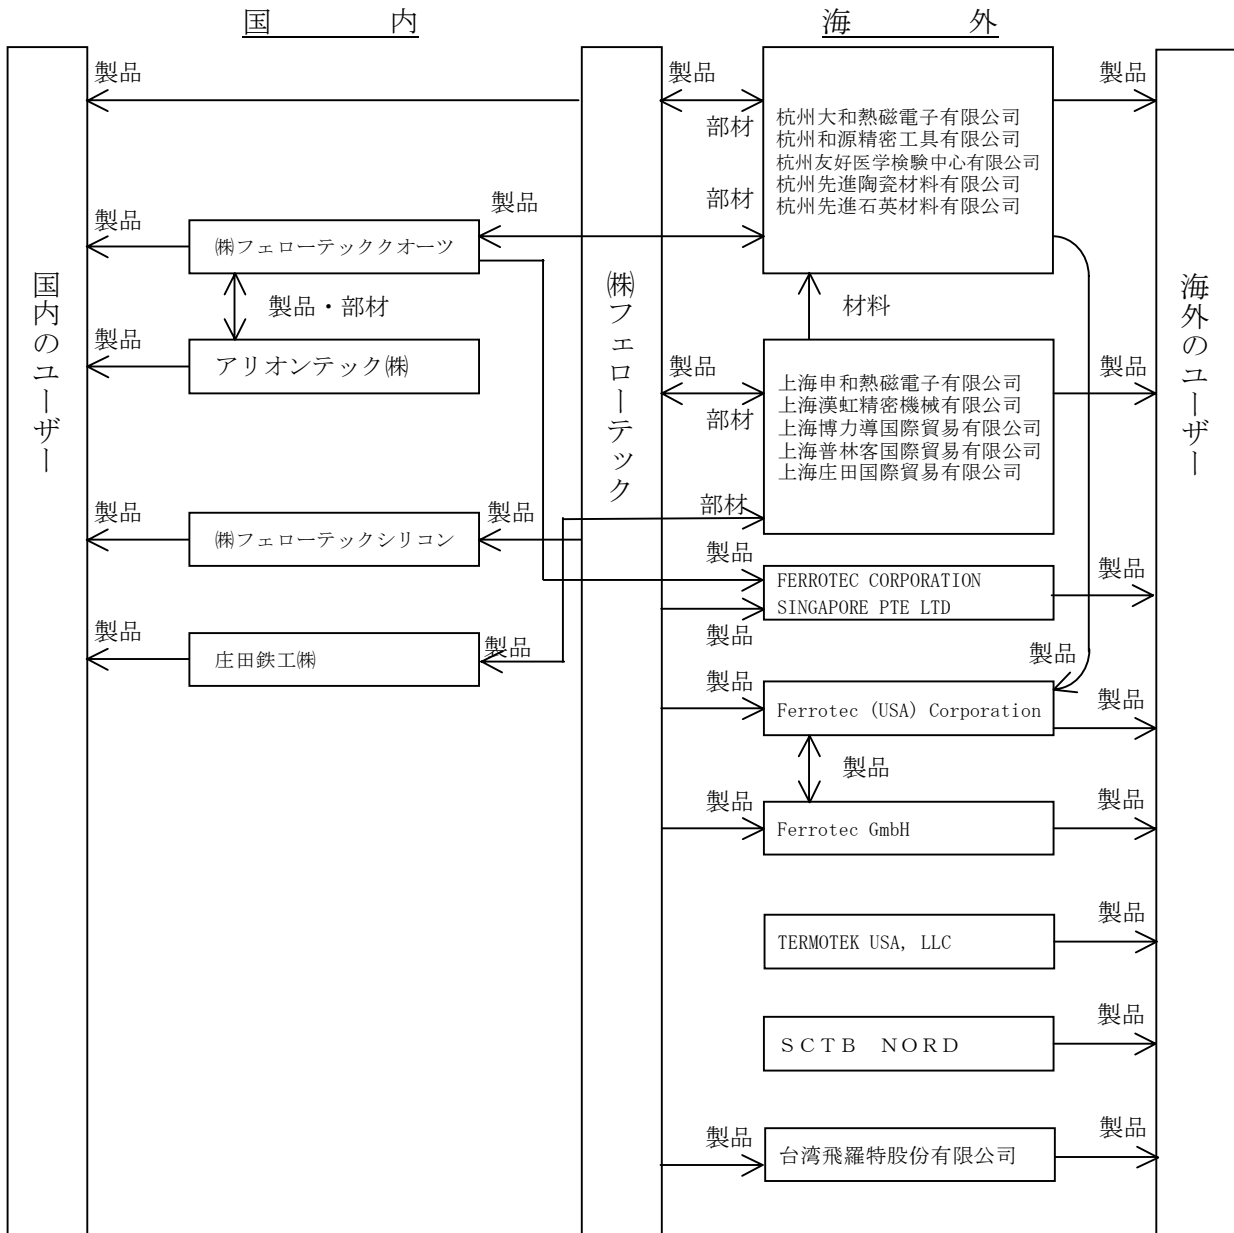 国　内
海　外
国内のユーザー
製品
製品
製品
製品
製品
㈱フェローテッククオーツ
製品・部材
アリオンテック㈱
㈱フェローテックシリコン
庄田鉄工㈱
製品
製品
製品
㈱フェローテック
製品
部材
部材
杭州大和熱磁電子有限公司
杭州和源精密工具有限公司
杭州友好医学検験中心有限公司
杭州先進陶瓷材料有限公司
杭州先進石英材料有限公司
材料
製品
部材
上海申和熱磁電子有限公司
上海漢虹精密機械有限公司
上海博力導国際貿易有限公司
上海普林客国際貿易有限公司
上海庄田国際貿易有限公司
部材
製品
FERROTEC CORPORATION
SINGAPORE PTE LTD
製品
製品
製品
Ferrotec (USA) Corporation
製品
製品
Ferrotec GmbH
TERMOTEK USA, LLC
ＳＣＴＢ　ＮＯＲＤ
製品
台湾飛羅特股份有限公司
製品
製品
製品
製品
製品
製品
製品
製品
海外のユーザー